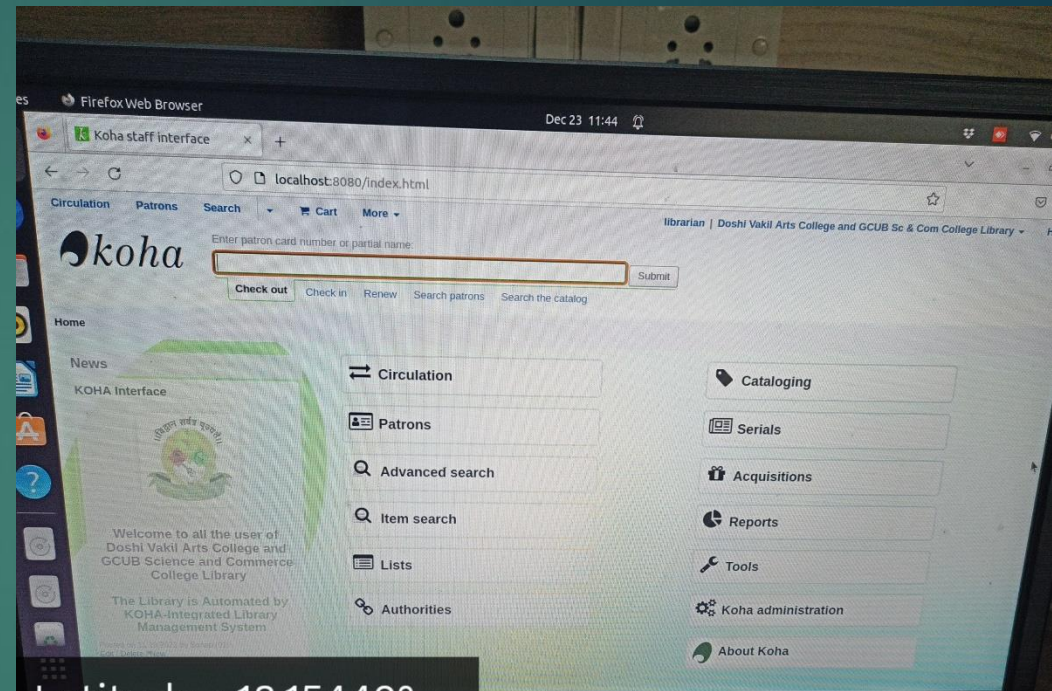 es Firefox Web Browser
Dec 23 11:44
Koha staff interface × +
localhost:8080/index.html
Circulation Patrons Search Cart More
librarian | Doshi Vakil Arts College and GCUB Sc & Com College Library
koha
Enter patron card number or partial name:
Submit
Check out Check in Renew Search patrons Search the catalog
Home
News
KOHA Interface
Welcome to all the user of
Doshi Vakil Arts College and
GCUB Science and Commerce
College Library
The Library is Automated by
KOHA-Integrated Library
Management System
Circulation
Patrons
Advanced search
Item search
Lists
Authorities
Cataloging
Serials
Acquisitions
Reports
Tools
Koha administration
About Koha